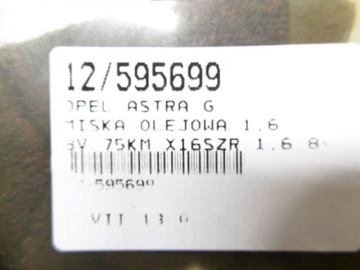 12/595699
OPEL ASTRA G
MISKA OLEJOWA 1.6
8V 75KM X16SZR 1.6 8v
595699
VII 13 A